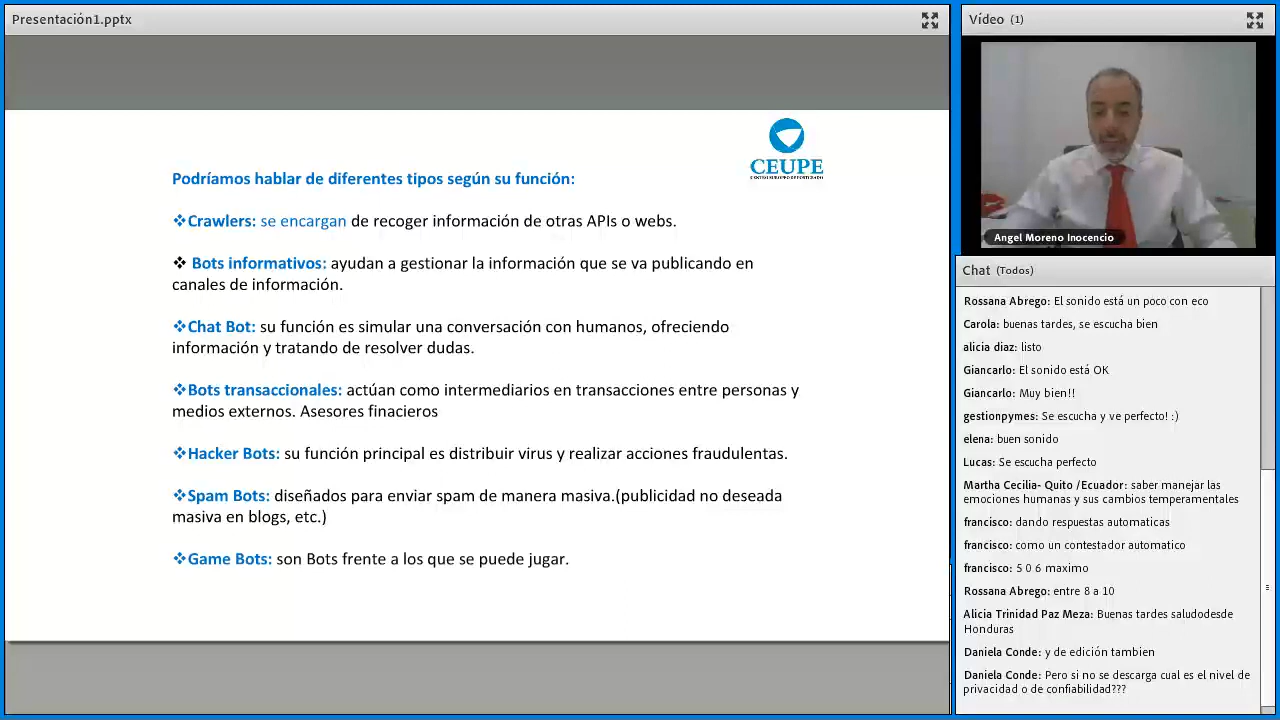 Presentación1.pptx
CEUPE
CENTRO EUROPEO DE POSTGRADO
Podríamos hablar de diferentes tipos según su función:
❖Crawlers: se encargan de recoger información de otras APIs o webs.
❖ Bots informativos: ayudan a gestionar la información que se va publicando en
canales de información.
❖Chat Bot: su función es simular una conversación con humanos, ofreciendo
información y tratando de resolver dudas.
❖Bots transaccionales: actúan como intermediarios en transacciones entre personas y
medios externos. Asesores finacieros
❖Hacker Bots: su función principal es distribuir virus y realizar acciones fraudulentas.
❖Spam Bots: diseñados para enviar spam de manera masiva.(publicidad no deseada
masiva en blogs, etc.)
❖Game Bots: son Bots frente a los que se puede jugar.
Vídeo (1)
Angel Moreno Inocencio
Chat (Todos)
Rossana Abrego: El sonido está un poco con eco
Carola: buenas tardes, se escucha bien
alicia diaz: listo
Giancarlo: El sonido está OK
Giancarlo: Muy bien!!
gestionpymes: Se escucha y ve perfecto! :)
elena: buen sonido
Lucas: Se escucha perfecto
Martha Cecilia- Quito /Ecuador: saber manejar las
emociones humanas y sus cambios temperamentales
francisco: dando respuestas automaticas
francisco: como un contestador automatico
francisco: 5 0 6 maximo
Rossana Abrego: entre 8 a 10
Alicia Trinidad Paz Meza: Buenas tardes saludodesde
Honduras
Daniela Conde: y de edición tambien
Daniela Conde: Pero si no se descarga cual es el nivel de
privacidad o de confiabilidad???